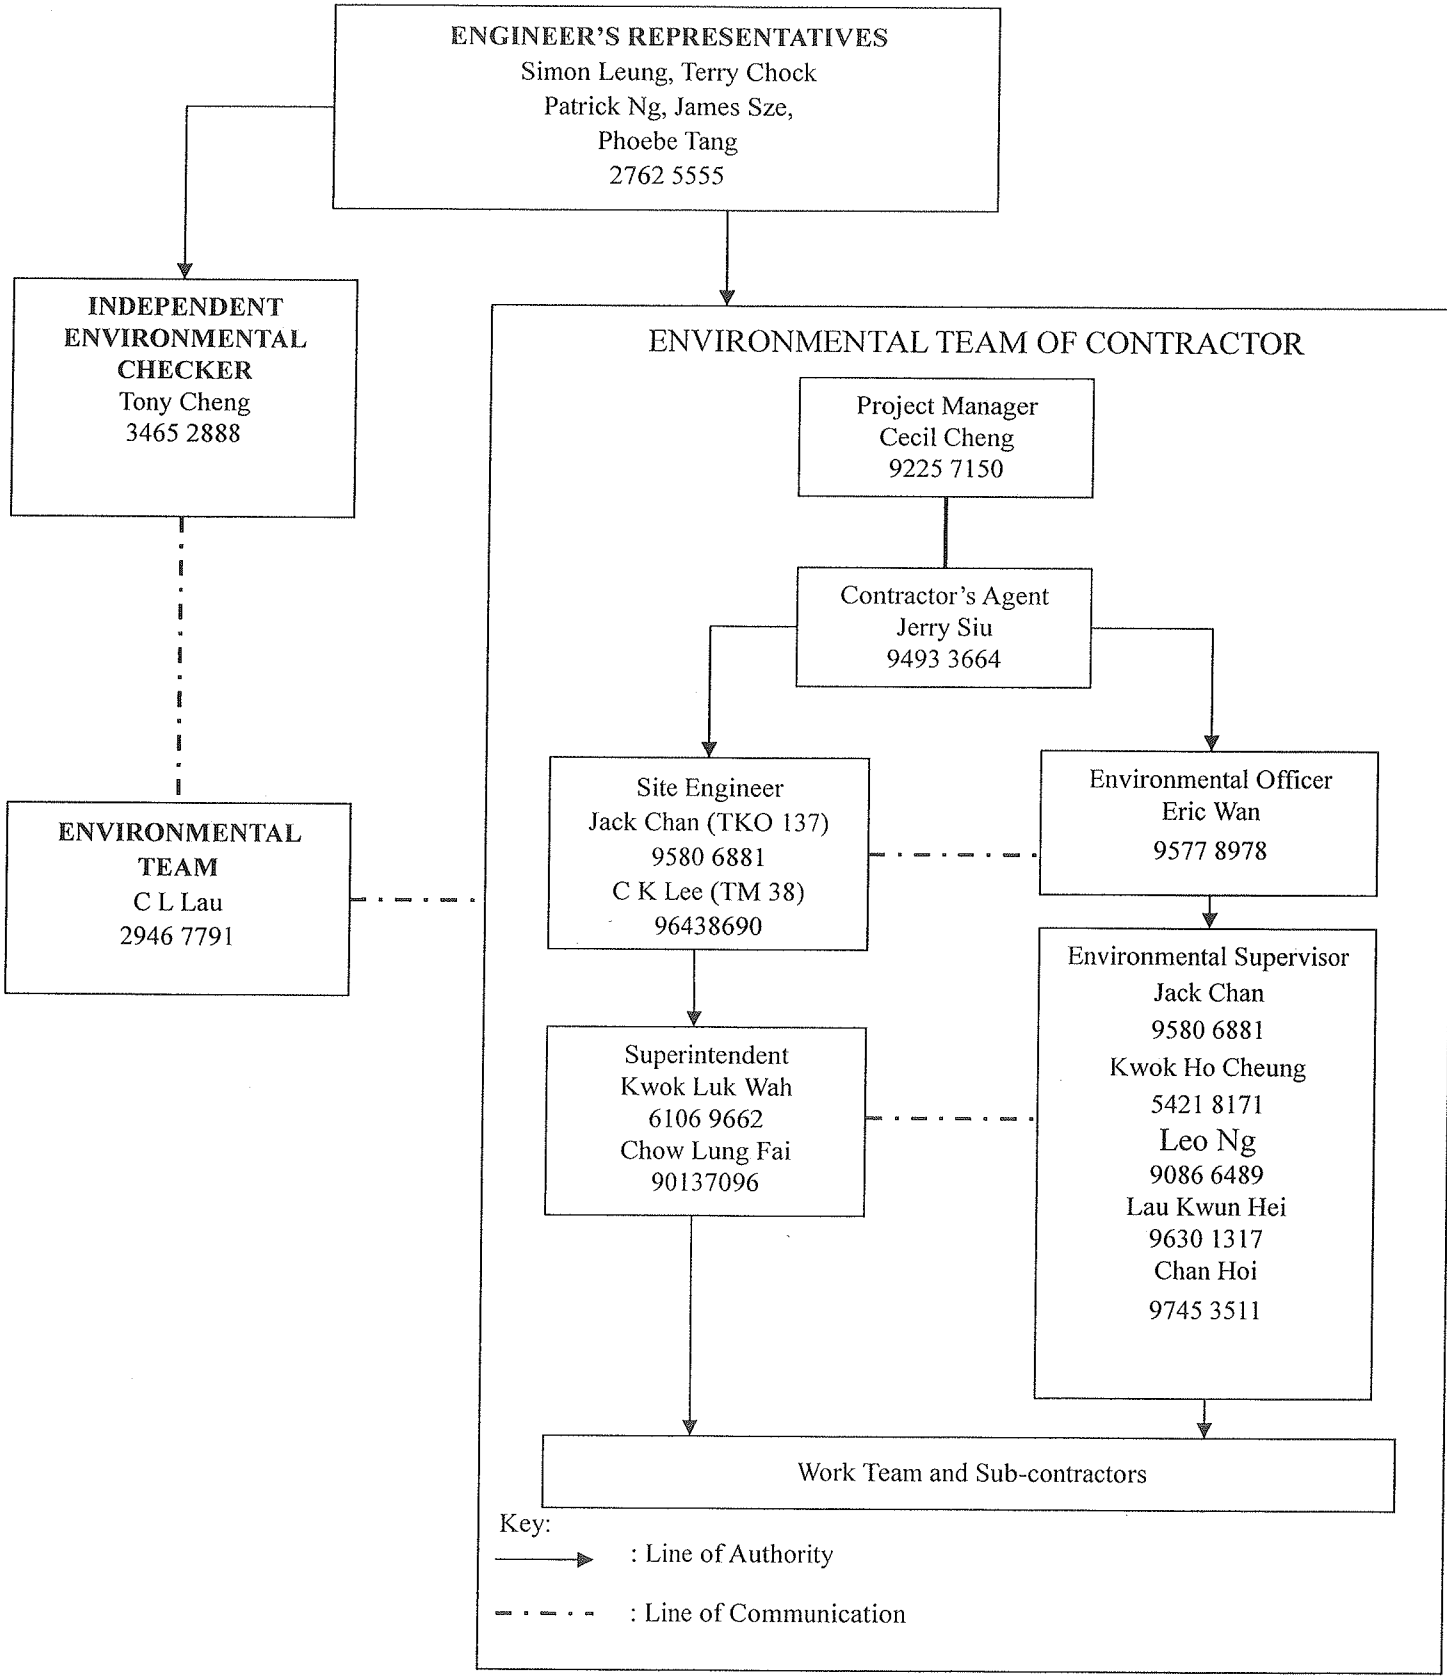 ENGINEER'S REPRESENTATIVES
Simon Leung, Terry Chock
Patrick Ng, James Sze,
Phoebe Tang
2762 5555
INDEPENDENT
ENVIRONMENTAL
CHECKER
Tony Cheng
3465 2888
ENVIRONMENTAL
TEAM
C L Lau
2946 7791
ENVIRONMENTAL TEAM OF CONTRACTOR
Project Manager
Cecil Cheng
9225 7150
Contractor's Agent
Jerry Siu
9493 3664
Site Engineer
Jack Chan (TKO 137)
9580 6881
C K Lee (TM 38)
96438690
Environmental Officer
Eric Wan
9577 8978
Superintendent
Kwok Luk Wah
6106 9662
Chow Lung Fai
90137096
Environmental Supervisor
Jack Chan
9580 6881
Kwok Ho Cheung
5421 8171
Leo Ng
9086 6489
Lau Kwun Hei
9630 1317
Chan Hoi
9745 3511
Work Team and Sub-contractors
Key:
: Line of Authority
: Line of Communication